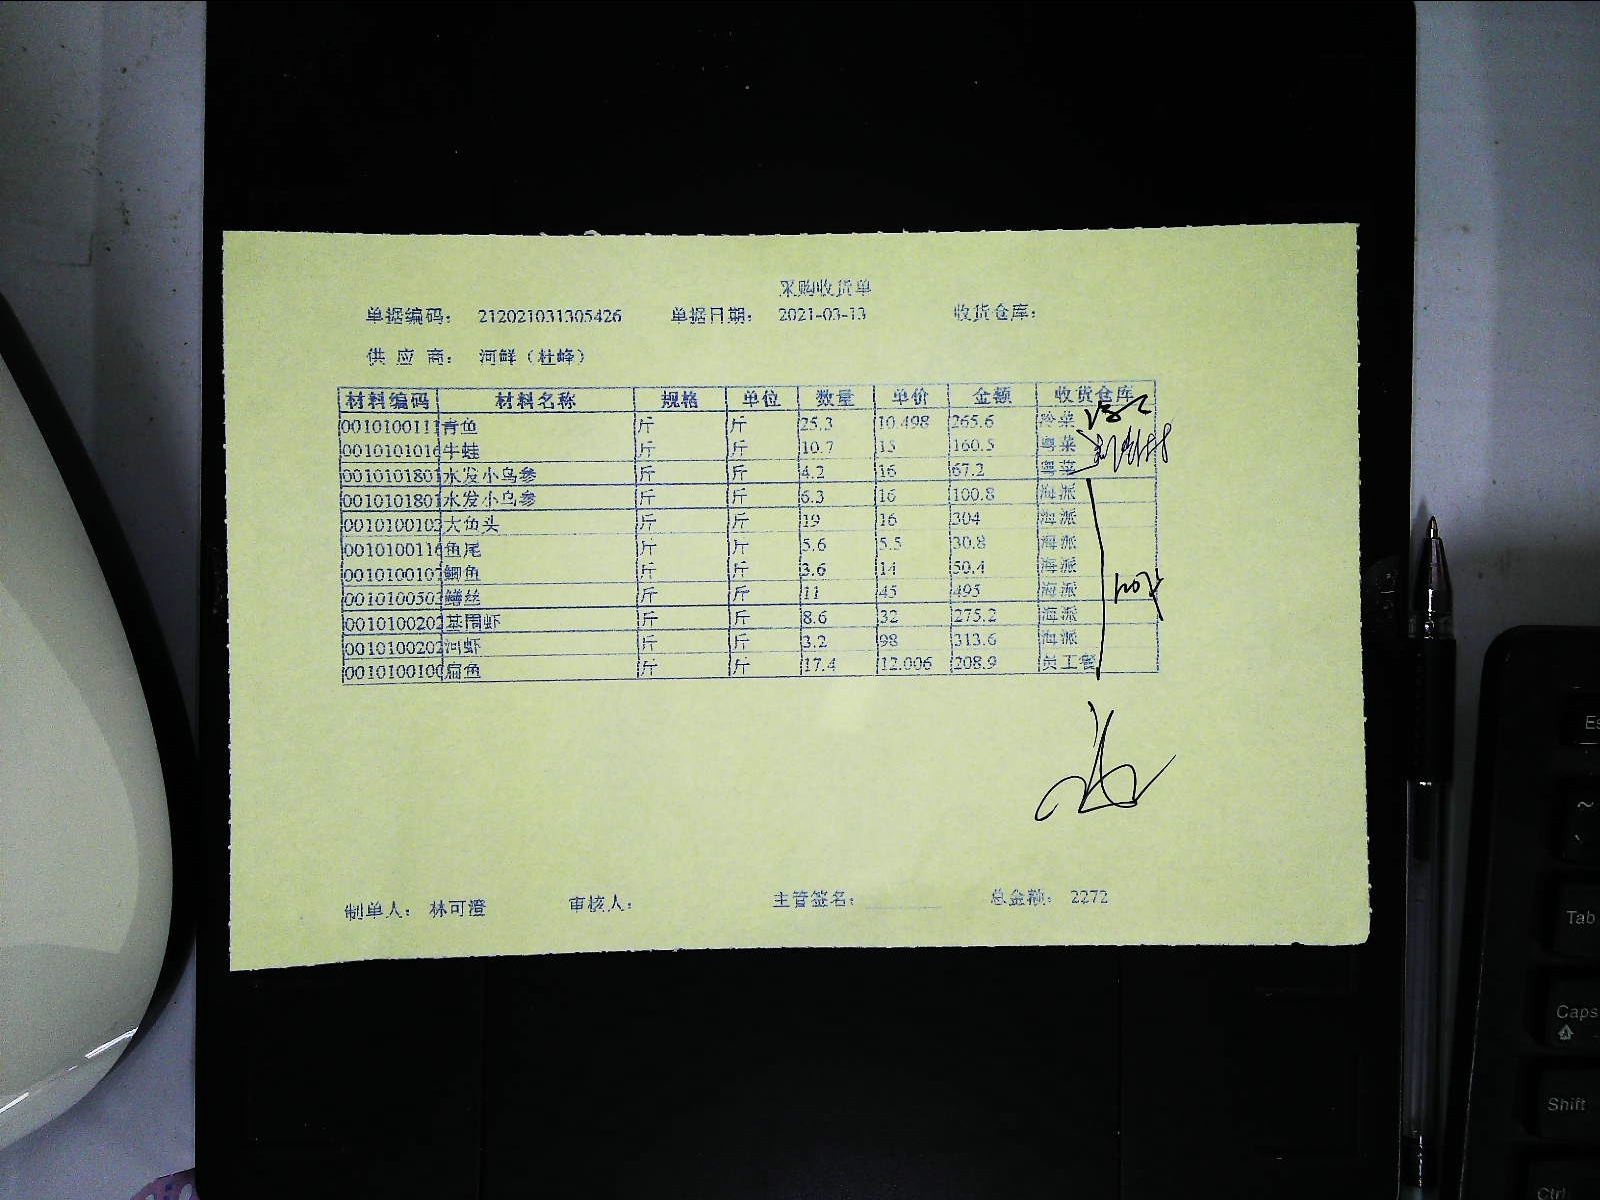 采购收货单
单据编码： 212021031305426 单据日期： 2021-03-13 收货仓库：
供 应 商： 河鲜（杜峰）
材料编码 材料名称 规格 单位 数量 单价 金额 收货仓库
0010100111 青鱼 斤 斤 25.3 10.498 265.6 冷菜
0010101016 牛蛙 斤 斤 10.7 15 160.5 粤菜
0010101801 水发小乌参 斤 斤 4.2 16 67.2 粤菜
0010101801 水发小乌参 斤 斤 6.3 16 100.8 海派
0010100103 大鱼头 斤 斤 19 16 304 海派
0010100116 鱼尾 斤 斤 5.6 5.5 30.8 海派
0010100107 鲫鱼 斤 斤 3.6 14 50.4 海派
0010100503 鳝丝 斤 斤 11 45 495 海派
0010100202 基围虾 斤 斤 8.6 32 275.2 海派
0010100202 河虾 斤 斤 3.2 98 313.6 海派
0010100100 扁鱼 斤 斤 17.4 12.006 208.9 员工餐
制单人： 林可澄 审核人： 主管签名： 总金额： 2272
Tab
Caps
Shift
Ctrl